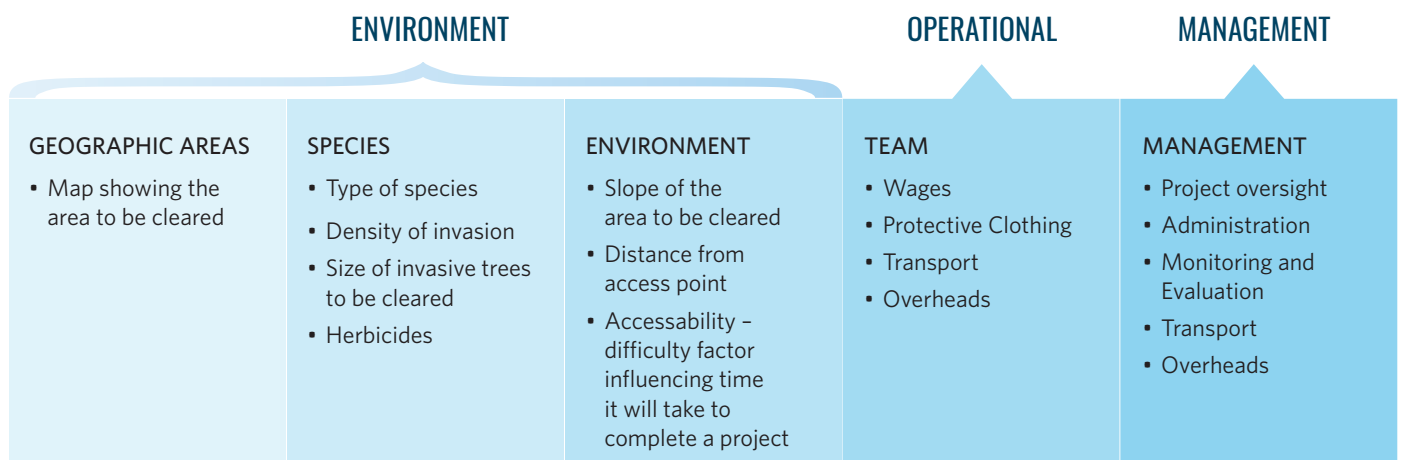 ENVIRONMENT
OPERATIONAL
MANAGEMENT
GEOGRAPHIC AREAS
• Map showing the
area to be cleared
SPECIES
• Type of species
• Density of invasion
• Size of invasive trees
to be cleared
• Herbicides
ENVIRONMENT
• Slope of the
area to be cleared
• Distance from
access point
• Accessability –
difficulty factor
influencing time
it will take to
complete a project
TEAM
• Wages
• Protective Clothing
• Transport
• Overheads
MANAGEMENT
• Project oversight
• Administration
• Monitoring and
Evaluation
• Transport
• Overheads